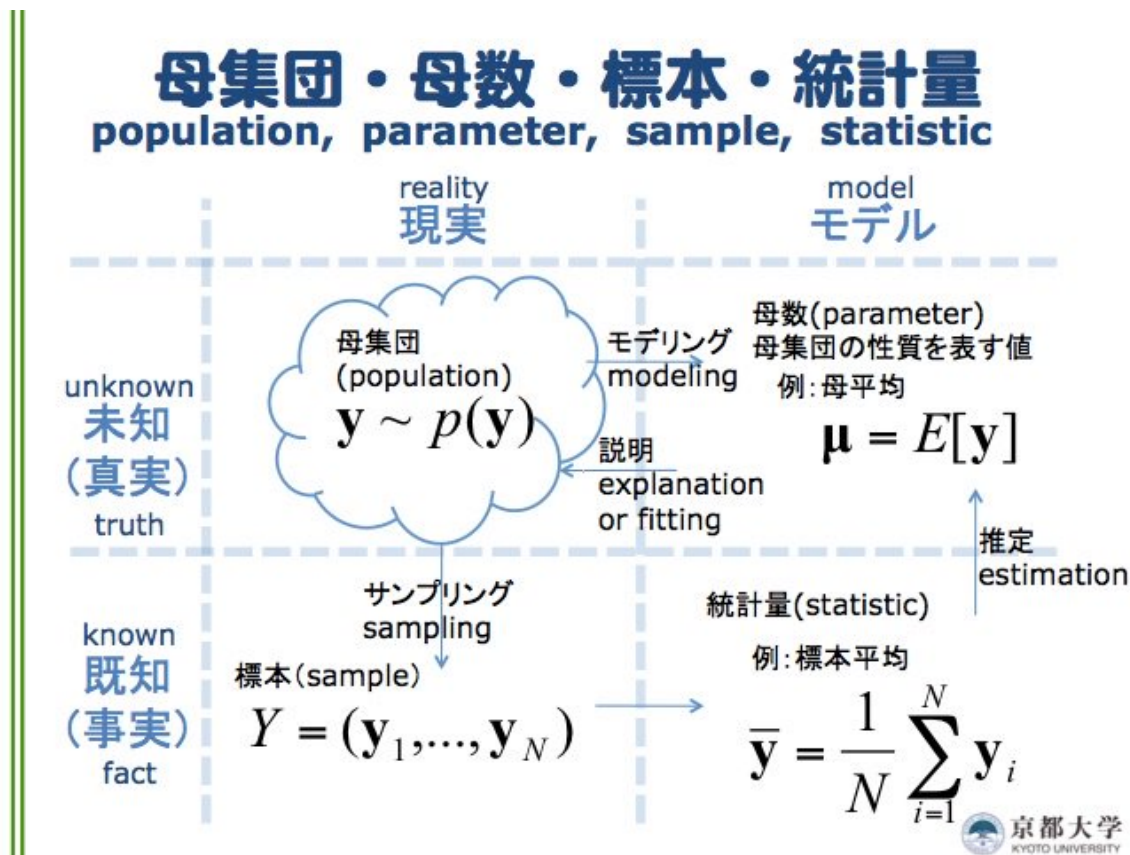 母集団・母数・標本・統計量
population, parameter, sample, statistic
reality
現実
model
モデル
unknown
未知
(真実)
truth
母集団
(population)
y ~ p(y)
モデリング
modeling
説明
explanation
or fitting
母数(parameter)
母集団の性質を表す値
例:母平均
μ = E[y]
サンプリング
sampling
推定
estimation
known
既知
(事実)
fact
標本(sample)
Y = (y₁,..., y_N)
統計量(statistic)
例:標本平均
ȳ = 1/N ∑_{i=1}^{N} y_i
京都大学
KYOTO UNIVERSITY